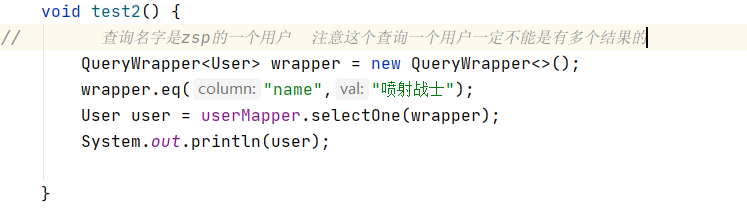 void test2() {
//        查询名字是zsp的一个用户  注意这个查询一个用户一定不能是有多个结果的
QueryWrapper<User> wrapper = new QueryWrapper<>();
wrapper.eq( column: "name", val: "喷射战士");
User user = userMapper.selectOne(wrapper);
System.out.println(user);
}